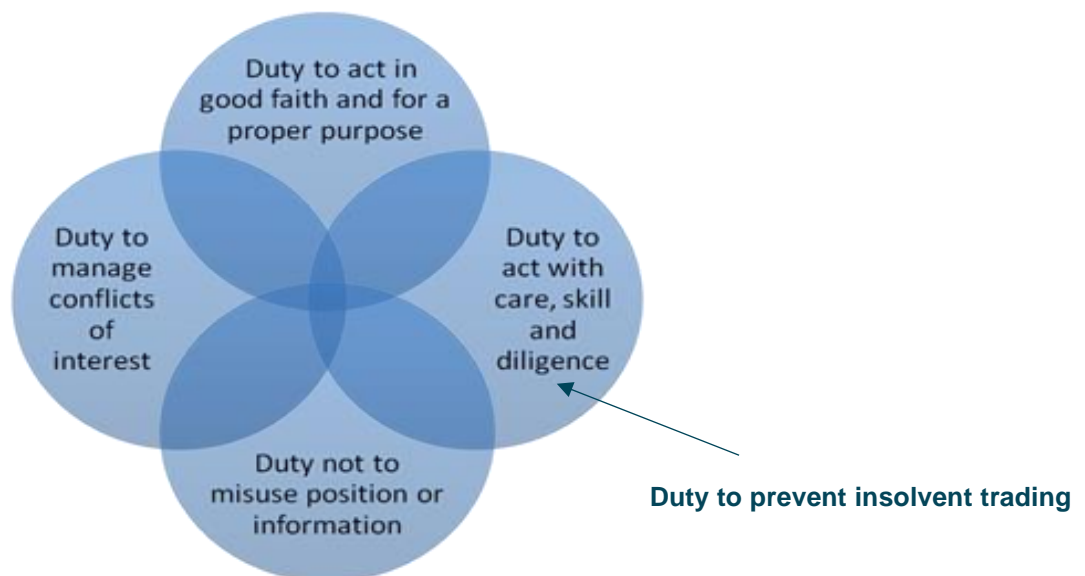 Duty to act in
good faith and for a
proper purpose
Duty to
manage
conflicts
of
interest
Duty to
act with
care, skill
and
diligence
Duty not to
misuse position or
information
Duty to prevent insolvent trading